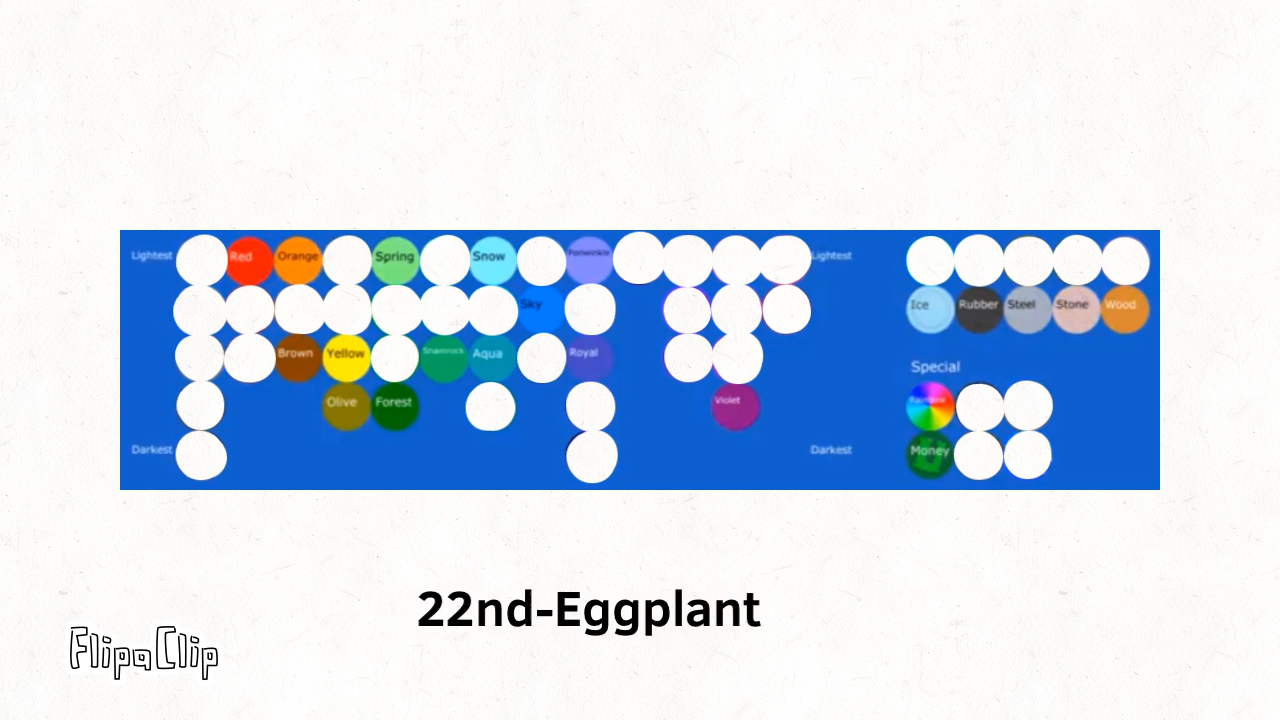 Lightest Red Orange Spring Snow Periwinkle Lightest
Sky Ice Rubber Steel Stone Wood
Brown Yellow Shamrock Aqua Royal
Special
Olive Forest Violet Rainbow
Darkest Darkest Money
22nd-Eggplant
FlipaClip